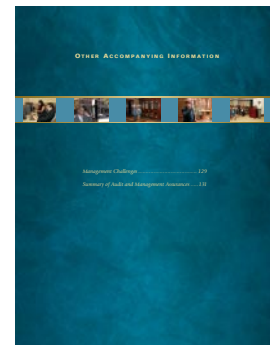 OTHER ACCOMPANYING INFORMATION
Management Challenges ........................................129
Summary of Audit and Management Assurances .....131